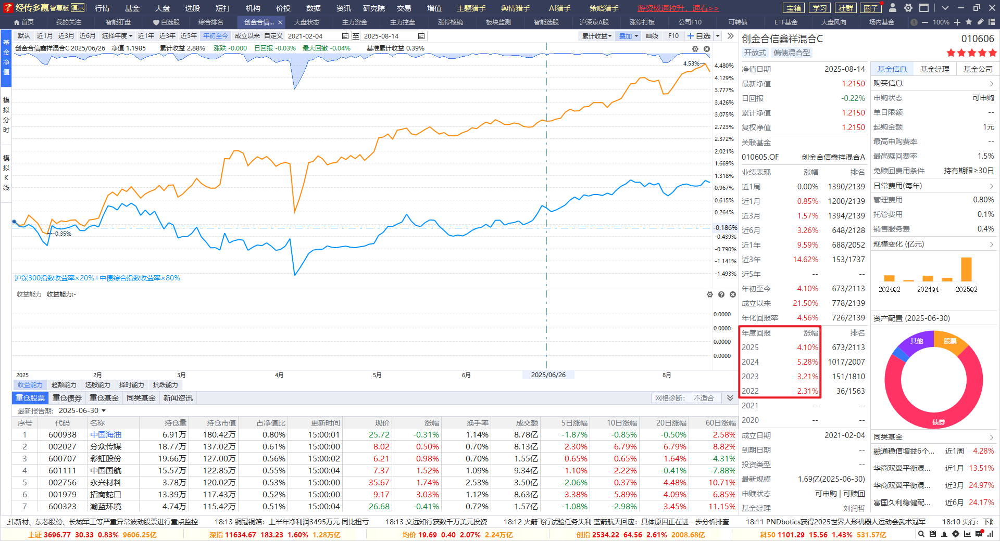 经传多赢 智尊版 演示 行情 基金 大盘 选股 短打 机构 价投 数据 资讯 研究院 交易 增值 主题猎手 舆情猎手 AI猎手 策略猎手 游资极速拉升，速看>> 宝箱 学习 社群 圈子
首页 我的关注 智能盯盘 自选股 综合排名 创金合信... 大盘状态 主力资金 主力控盘 涨停棱镜 板块监测 智能选股 沪深京A股 涨停打板 公司F10 可转债 ETF基金 大盘风向 场内基金 100%
基金净值
模拟分时
模拟K线
默认 近1月 近3月 近6月 选择年度 近1年 近3年 近5年 年初至今 成立以来 自定义 2021-02-04 至 2025-08-14 累计收益 叠加 画线 F10 自选
创金合信鑫祥混合C 2025/06/26 净值 1.1985 累计收益 2.88% 涨跌 -0.000 日回报 -0.03% 最大回撤 -0.04% 基准累计收益 0.39%
4.53%
-0.35%
4.480%
4.129%
3.777%
3.426%
3.075%
2.723%
2.372%
2.021%
1.669%
1.318%
0.967%
0.615%
0.264%
-0.186%
-0.439%
-0.790%
-1.141%
-1.493%
沪深300指数收益率×20%+中债综合指数收益率×80%
收益能力 收益能力:-
0.0000
0.0000
0.0000
0.0000
2025 2月 3月 4月 5月 6月 2025/06/26 8月
收益能力 超额能力 选股能力 择时能力 抗跌能力
重仓股票 重仓债券 重仓基金 同类基金 新闻资讯 网格诊断： 不适合
最新报告期: 2025-06-30
序号 代码 名称 持仓量 持仓市值 占净值比 更新时间 现价 涨幅 换手率 成交额 5日涨幅 10日涨幅 20日涨幅 60日涨幅
1 600938 中国海油 6.91万 180.42万 0.80% 15:00:01 25.72 -0.31% 1.14% 8.78亿 -1.87% -0.85% -0.50% 2.58%
2 002027 分众传媒 18.77万 137.02万 0.61% 15:00:00 8.02 0.50% 0.70% 8.13亿 2.30% 6.79% 6.79% 8.82%
3 600707 彩虹股份 19.66万 127.00万 0.56% 15:00:02 6.21 0.98% 0.70% 1.55亿 0.65% 0.65% 1.64% -4.31%
4 601111 中国国航 15.57万 122.85万 0.55% 15:00:04 7.37 1.52% 1.09% 9.34亿 1.10% 2.22% -0.41% -7.88%
5 002756 永兴材料 3.78万 120.02万 0.53% 15:00:00 35.67 1.74% 2.53% 3.50亿 -2.06% 0.37% 4.48% 10.71%
6 001979 招商蛇口 13.39万 117.43万 0.52% 15:00:00 9.17 3.03% 1.12% 8.63亿 3.38% 5.89% 4.09% 6.85%
7 600323 瀚蓝环境 4.74万 115.42万 0.51% 15:00:04 26.68 -0.41% 0.72% 1.57亿 -1.08% -2.98% 3.45% 11.15%
创金合信鑫祥混合C 010606
开放式 偏债混合型
净值日期 2025-08-14
最新净值 1.2150
日回报 -0.22%
累计净值 1.2150
复权净值 1.2150
关联基金
010605.OF 创金合信鑫祥混合A
业绩表现 涨幅 排名
近1周 0.00% 1390/2139
近1月 0.85% 1200/2139
近3月 1.57% 1394/2139
近6月 3.26% 648/2128
近1年 9.59% 688/2052
近3年 14.62% 153/1737
近5年 -- --
年初至今 4.10% 673/2113
成立以来 21.50% 778/2139
年化回报率 4.56% 726/2139
年度回报 涨幅 排名
2025 4.10% 673/2113
2024 5.28% 1017/2007
2023 3.21% 151/1810
2022 2.31% 36/1563
2021 -- --
2020 -- --
成立日期 2021-02-04
到期日期 --
投资类型 --
最新规模 1.69亿(2025-06-30)
申赎状态 可申购 | 可赎回
基金经理 刘润哲
基金信息 基金经理 基金公司
购买信息
申购状态 可申购
单日限额 --
起购金额 1元
最高申购费率 --
最高赎回费率 1.5%
免赎回费用条件 持有期限≥30日
日常费用(每年)
管理费用 0.80%
托管费用 0.1%
销售服务费 0.4%
规模变化 (亿元)
2024Q2 2024Q4 2025Q2
资产配置 (2025-06-30)
其他 股票
债券
同类基金
融通稳信增益6个... 近1周 4.28%
华商双翼平衡混... 近1月 13.51%
华商双翼平衡混... 近3月 24.97%
富国久利稳健配... 近6月 24.17%
纬新材、东芯股份、长城军工等严重异常波动股票进行重点监控 18:13 铜冠铜箔：上半年净利润3495万元 同比扭亏 18:13 文远知行获数千万美元投资 18:12 火箭飞行试验任务失利 蓝箭航天回应：具体原因正在进一步分析排查 18:11 PNDbotics获得2025世界人形机器人运动会武术冠军 18:10 央行：下
上证 3696.77 30.33 0.83% 9606.25亿 深指 11634.67 183.23 1.60% 1.28万亿 均价 19.69 0.40 2.07% 2.24万亿 创指 2534.22 64.56 2.61% 2008.68亿 科50 1101.29 15.56 1.43% 531.57亿